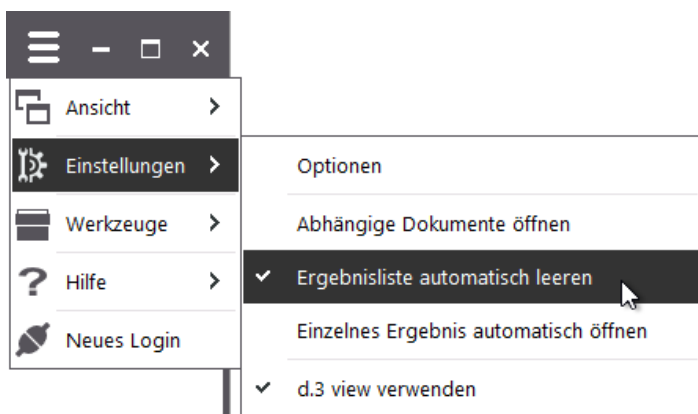 Ansicht
Einstellungen
Optionen
Werkzeuge
Abhängige Dokumente öffnen
Hilfe
Ergebnisliste automatisch leeren
Neues Login
Einzelnes Ergebnis automatisch öffnen
d.3 view verwenden